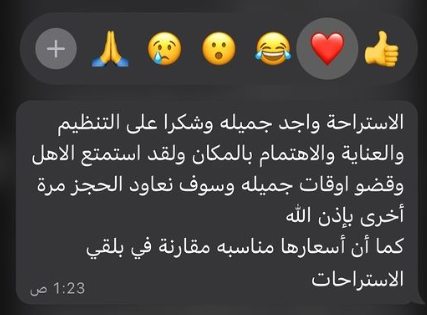 الاستراحة واجد جميله وشكرا على التنظيم
والعناية والاهتمام بالمكان ولقد استمتع الاهل
وقضو اوقات جميله وسوف نعاود الحجز مرة
أخرى بإذن الله
كما أن أسعارها مناسبه مقارنة في بلقي
الاستراحات
1:23 ص